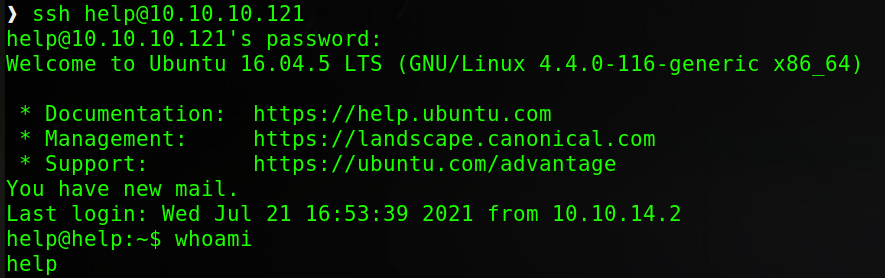 ❯ ssh help@10.10.10.121
help@10.10.10.121's password:
Welcome to Ubuntu 16.04.5 LTS (GNU/Linux 4.4.0-116-generic x86_64)
* Documentation:  https://help.ubuntu.com
* Management:     https://landscape.canonical.com
* Support:        https://ubuntu.com/advantage
You have new mail.
Last login: Wed Jul 21 16:53:39 2021 from 10.10.14.2
help@help:~$ whoami
help